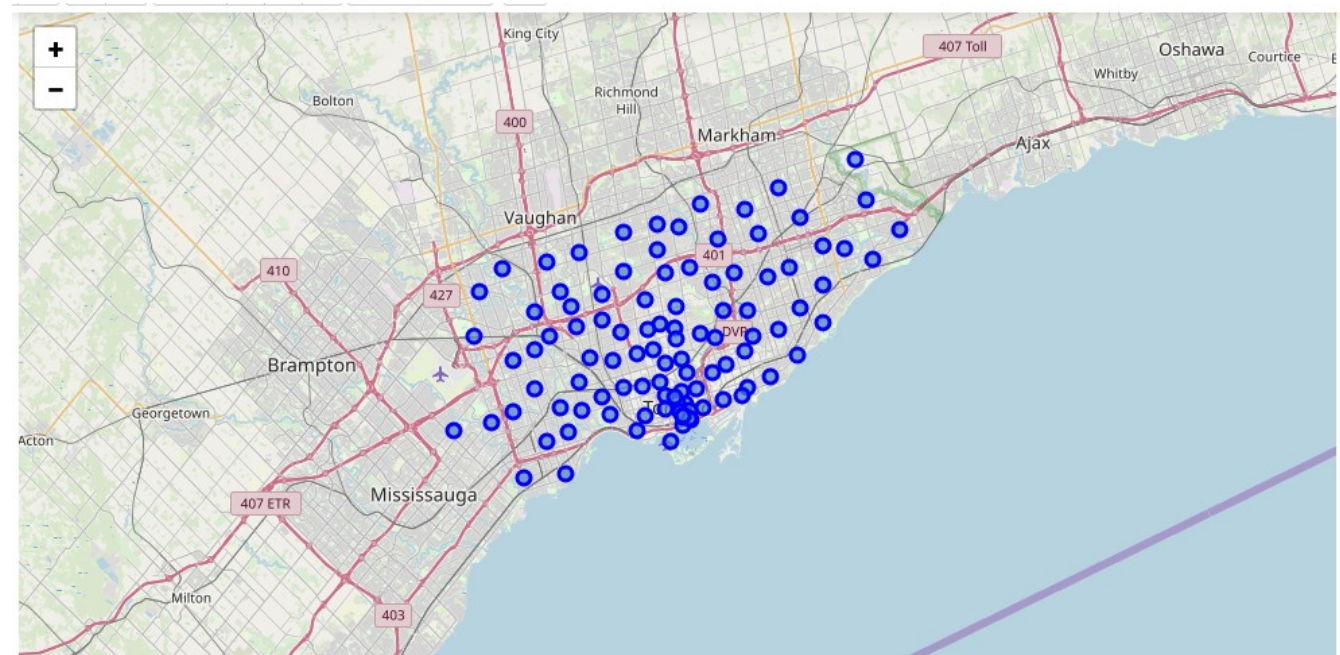 +
King City
Oshawa
407 Toll
Courtice
Whitby
−
Richmond
Hill
Bolton
400
Markham
Ajax
Vaughan
401
410
427
DVP
Brampton
Georgetown
Acton
Mississauga
407 ETR
Milton
403